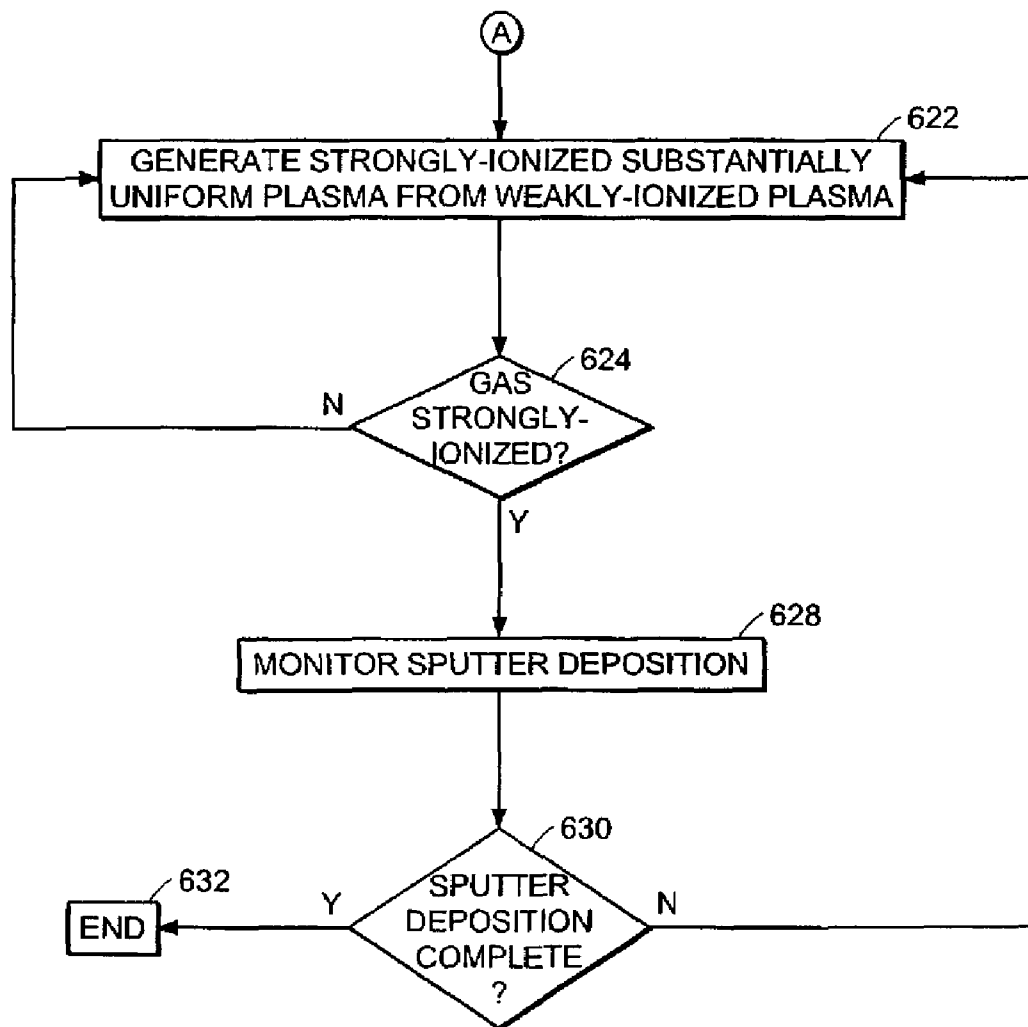 A
622
GENERATE STRONGLY-IONIZED SUBSTANTIALLY
UNIFORM PLASMA FROM WEAKLY-IONIZED PLASMA
624
GAS
STRONGLY-
IONIZED?
N
Y
628
MONITOR SPUTTER DEPOSITION
630
SPUTTER
DEPOSITION
COMPLETE
?
Y
N
632
END